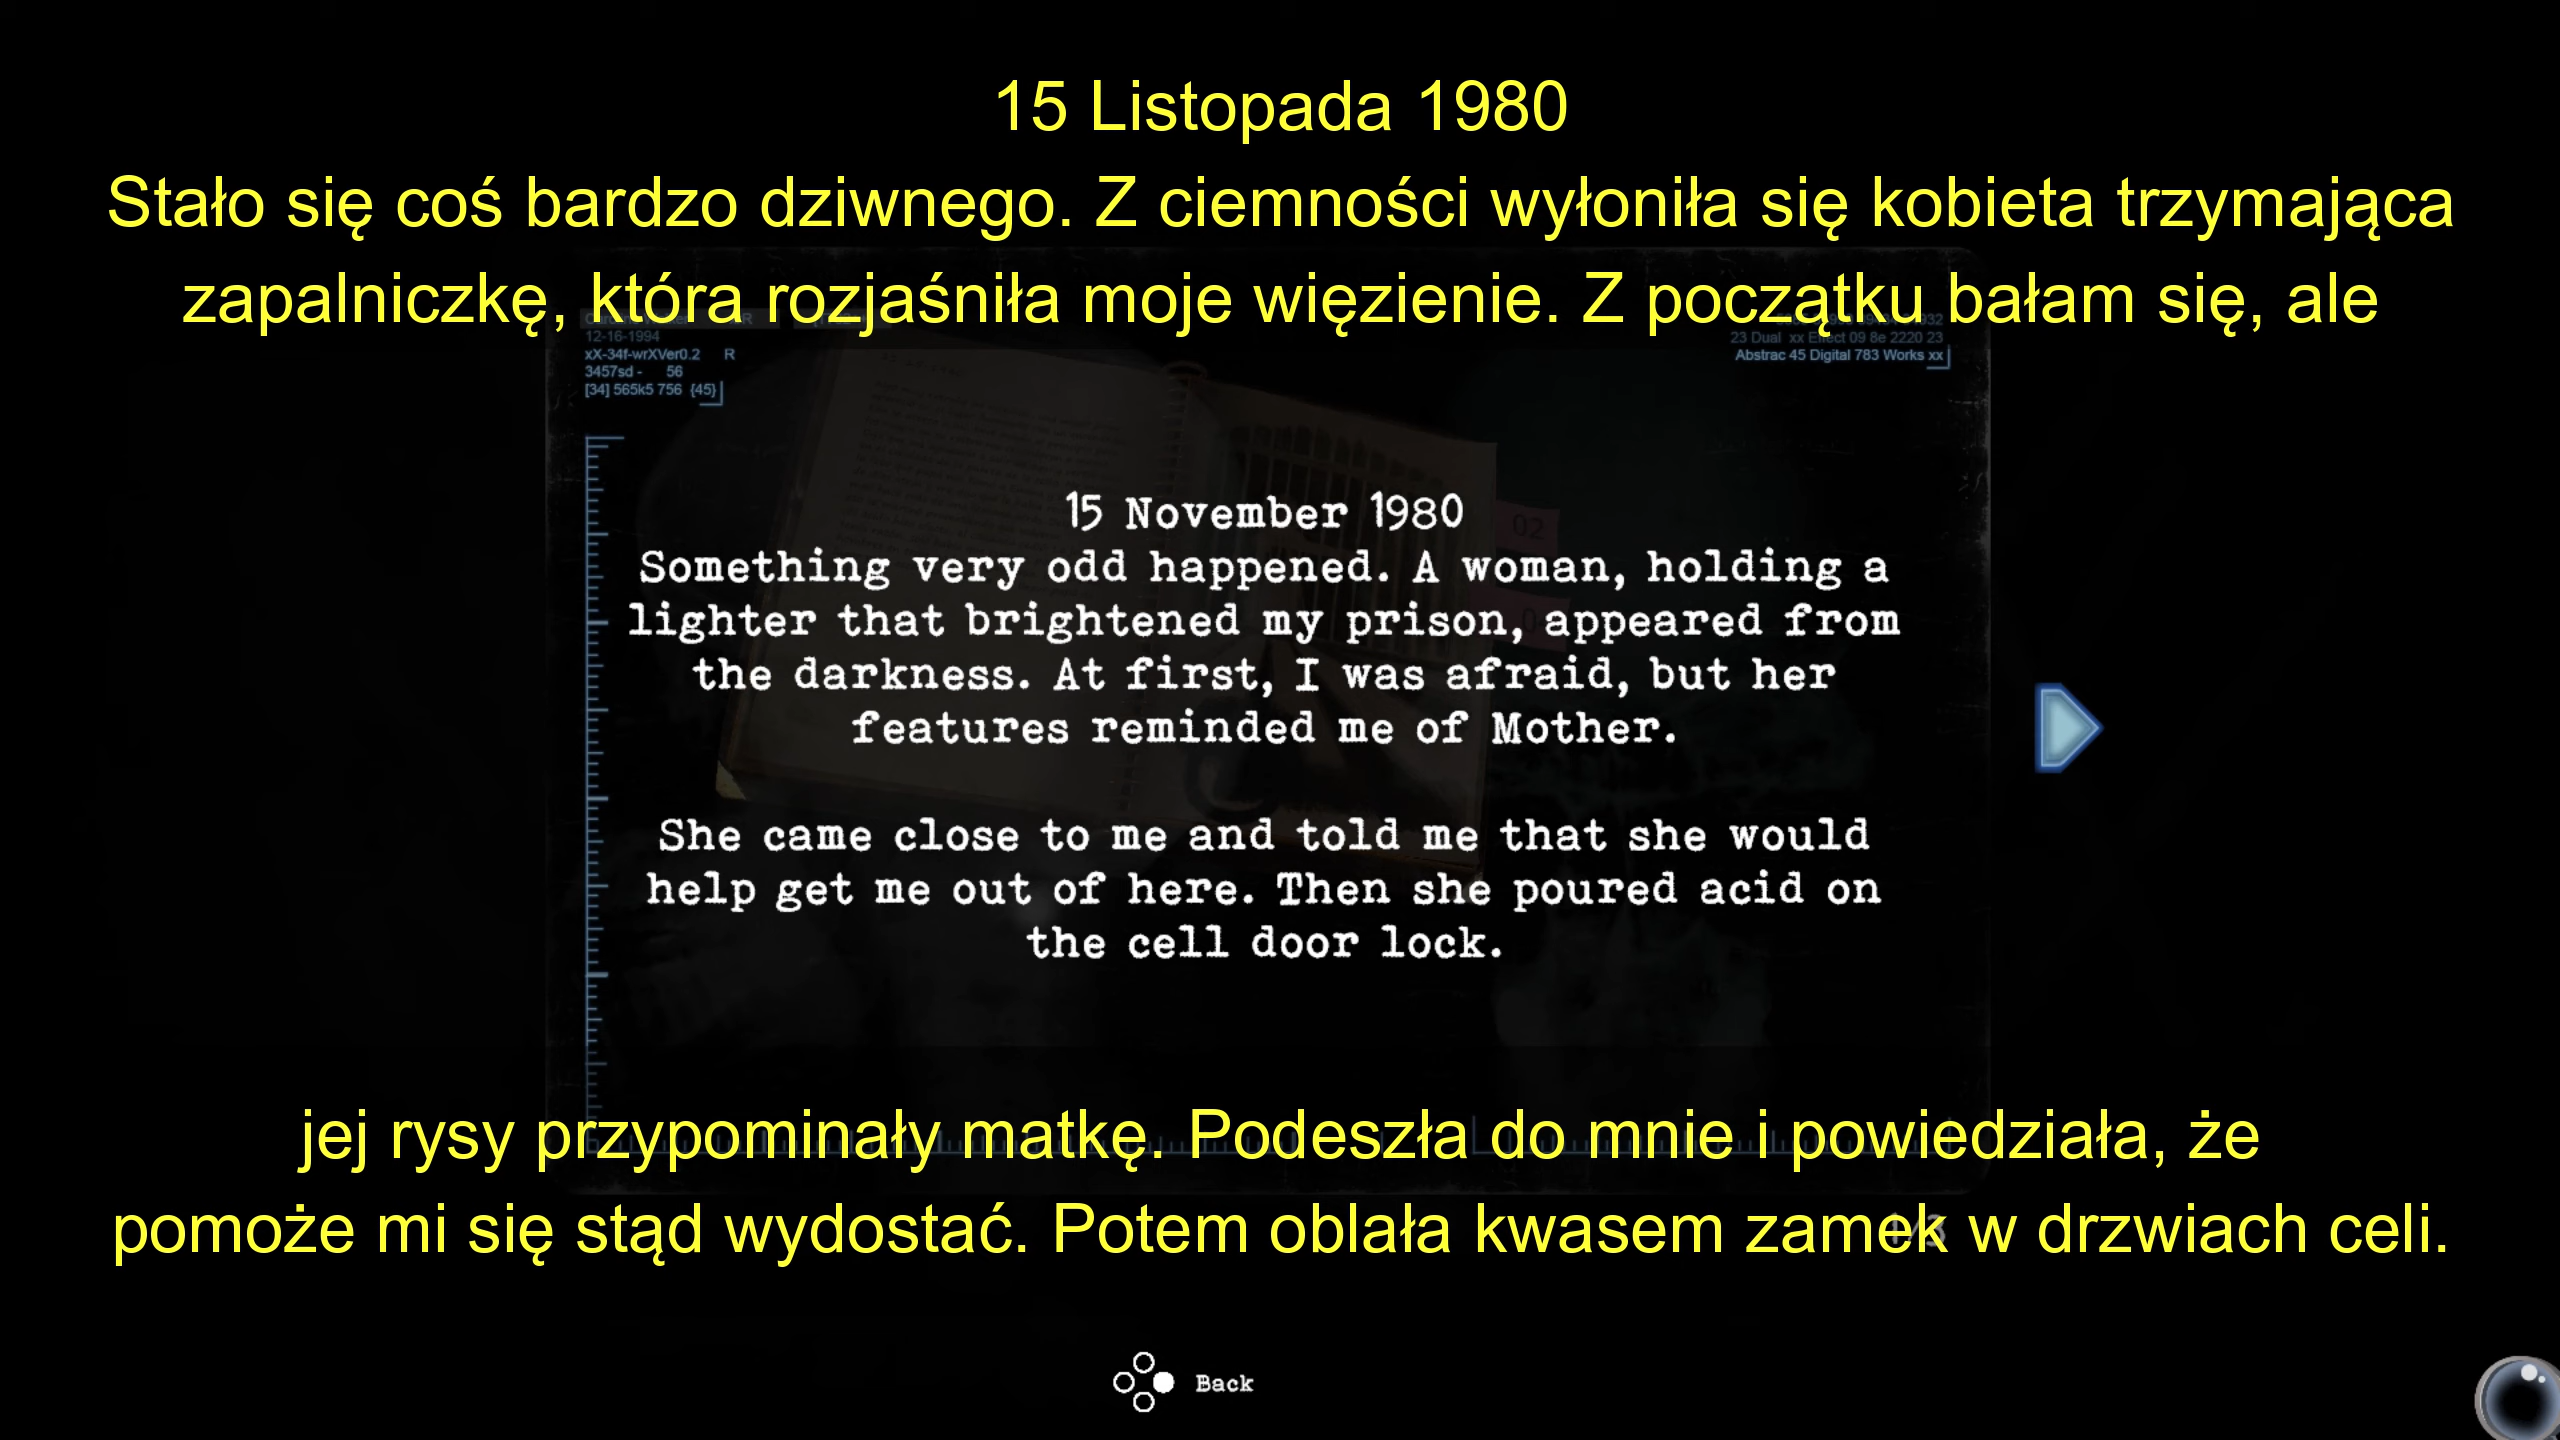 15 Listopada 1980
Stało się coś bardzo dziwnego. Z ciemności wyłoniła się kobieta trzymająca
zapalniczkę, która rozjaśniła moje więzienie. Z początku bałam się, ale
12-16-1994
xX-34f-wrXVer0.2 R
3457sd - 56
[34] 565k5 756 {45}
23 Dual xx Effect 09 8e 2220 23
Abstrac 45 Digital 783 Works xx
15 November 1980
Something very odd happened. A woman, holding a
lighter that brightened my prison, appeared from
the darkness. At first, I was afraid, but her
features reminded me of Mother.
She came close to me and told me that she would
help get me out of here. Then she poured acid on
the cell door lock.
02
jej rysy przypominały matkę. Podeszła do mnie i powiedziała, że
pomoże mi się stąd wydostać. Potem oblała kwasem zamek w drzwiach celi.
Back